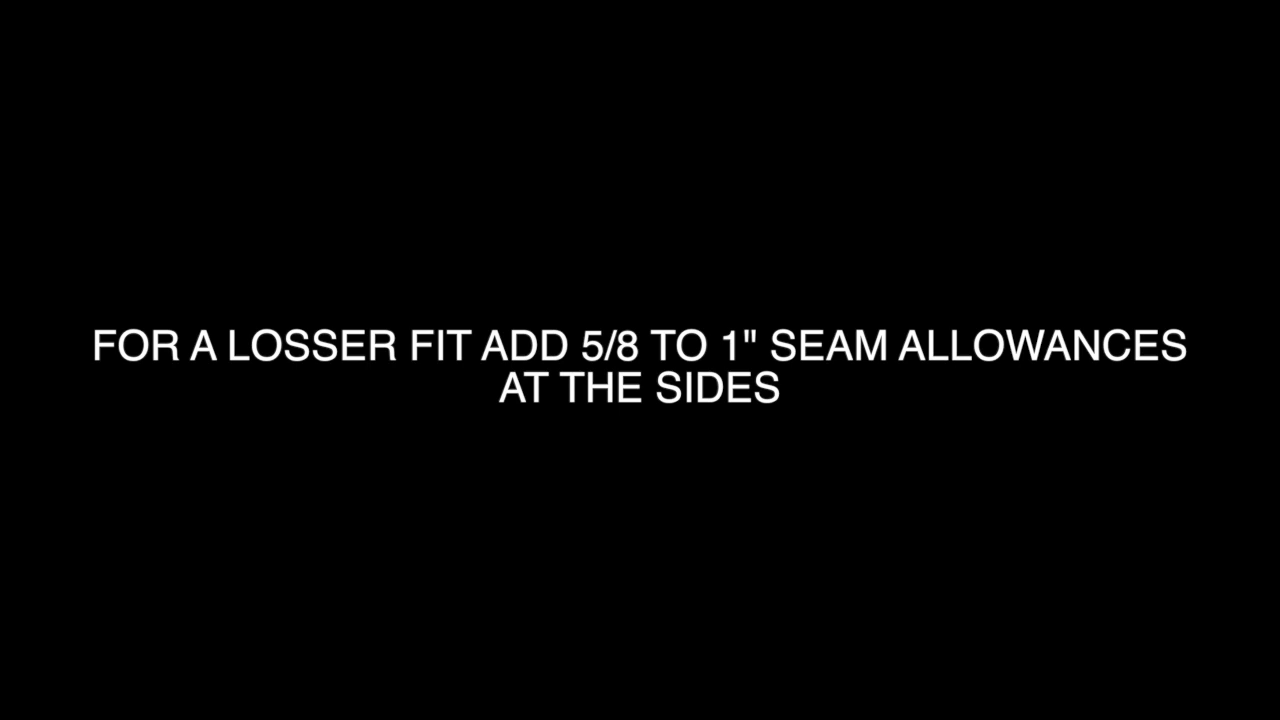 FOR A LOSSER FIT ADD 5/8 TO 1" SEAM ALLOWANCES
AT THE SIDES